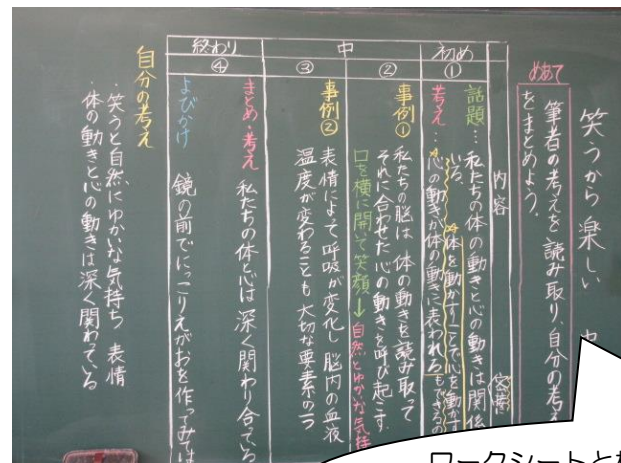 笑うから楽しい
めあて
筆者の考えを読み取り、自分の考え
をまとめよう。
内容
初め
①
話題…私たちの体の動きと心の動きは関係
いる。体を動かすことで心を動かす
考え…心の動きが体の動きに表われる
もできるの
中
②
事例①
私たちの脳は、体の動きを読み取って
それに合わせた心の動きを呼び起こす。
口を横に開いて笑顔→自然とゆかいな気持
③
事例②
表情によって呼吸が変化し脳内の血液
温度が変わることも大切な要素の一つ
終わり
④
まとめ・考え
私たちの体と心は深く関わり合っている
よびかけ
鏡の前でにっこりえがおを作ってみては
自分の考え
・笑うと自然にゆかいな気持ち 表情
・体の動きと心の動きは深く関わっている
ワークシートと